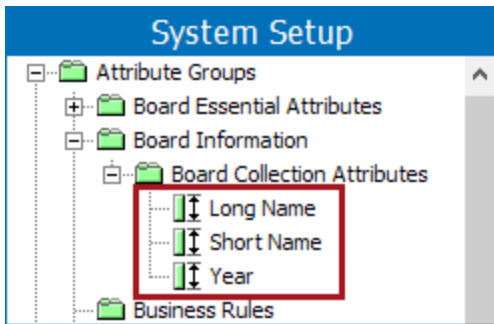 System Setup
Attribute Groups
Board Essential Attributes
Board Information
Board Collection Attributes
Long Name
Short Name
Year
Business Rules